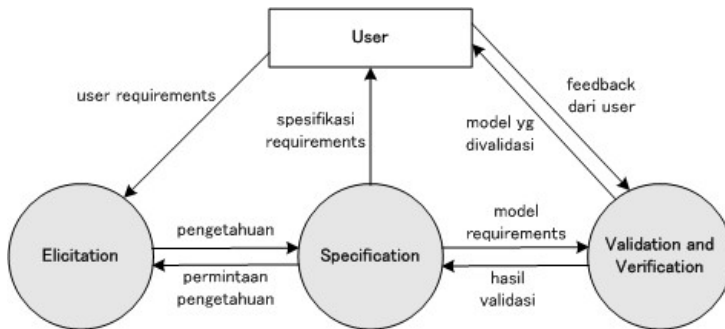 User
user requirements
spesifikasi
requirements
model yg
divalidasi
feedback
dari user
Elicitation
pengetahuan
permintaan
pengetahuan
Specification
model
requirements
hasil
validasi
Validation and
Verification